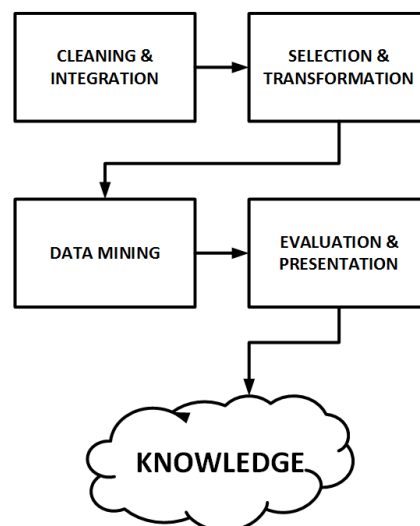 CLEANING &
INTEGRATION
SELECTION &
TRANSFORMATION
DATA MINING
EVALUATION &
PRESENTATION
KNOWLEDGE